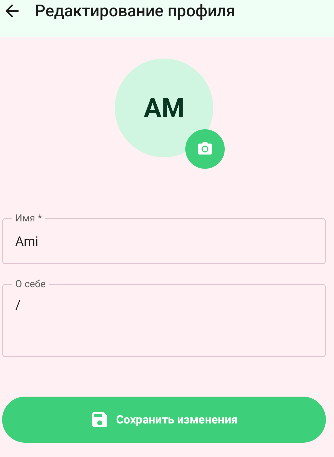 Редактирование профиля
AM
Имя *
Ami
О себе
/
Сохранить изменения